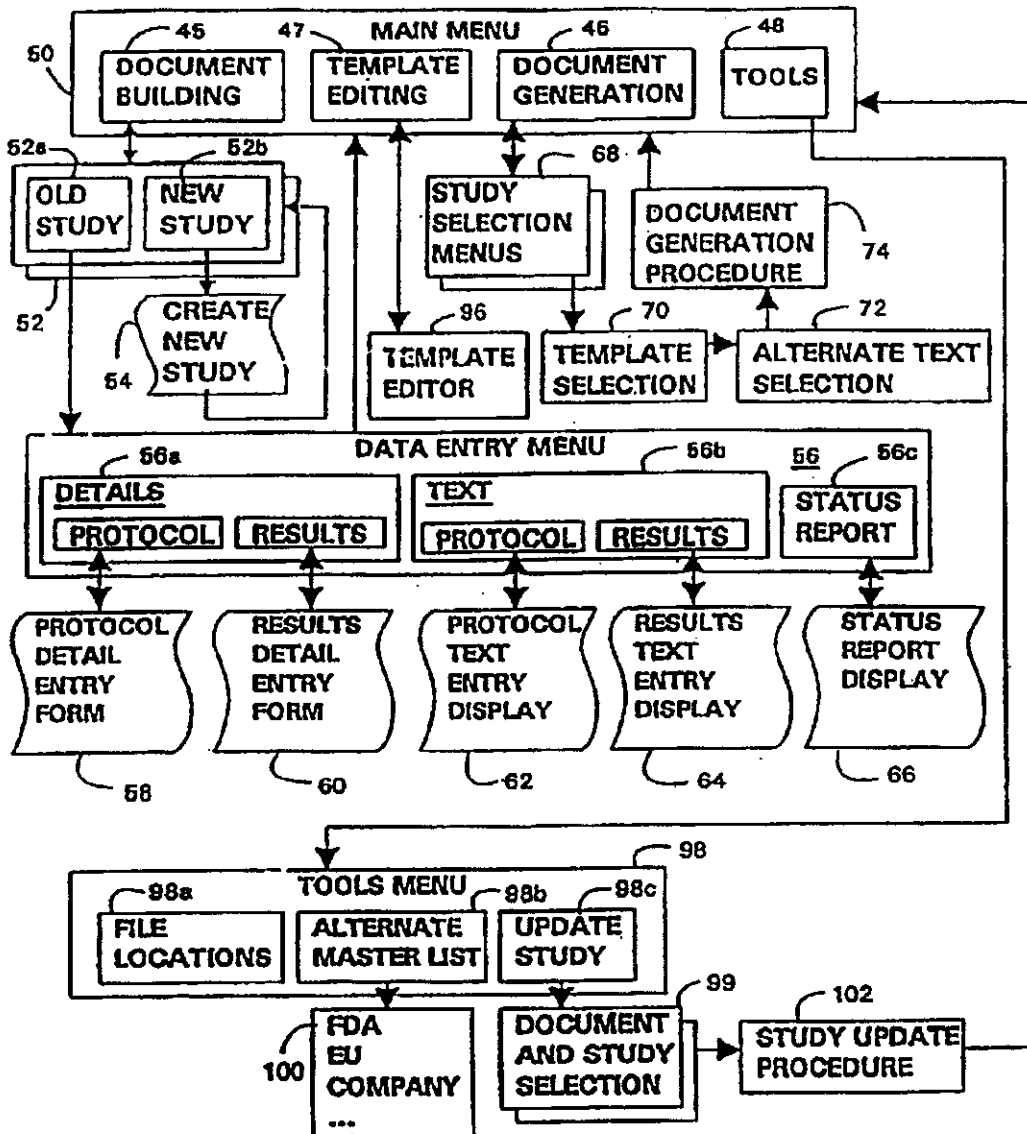 MAIN MENU
50
45
DOCUMENT
BUILDING
47
TEMPLATE
EDITING
46
DOCUMENT
GENERATION
48
TOOLS
52a
OLD
STUDY
52b
NEW
STUDY
52
54
CREATE
NEW
STUDY
68
STUDY
SELECTION
MENUS
DOCUMENT
GENERATION
PROCEDURE
74
96
TEMPLATE
EDITOR
70
TEMPLATE
SELECTION
72
ALTERNATE TEXT
SELECTION
DATA ENTRY MENU
56a
DETAILS
PROTOCOL
RESULTS
56b
TEXT
PROTOCOL
RESULTS
56
56c
STATUS
REPORT
PROTOCOL
DETAIL
ENTRY
FORM
58
RESULTS
DETAIL
ENTRY
FORM
60
PROTOCOL
TEXT
ENTRY
DISPLAY
62
RESULTS
TEXT
ENTRY
DISPLAY
64
STATUS
REPORT
DISPLAY
66
98
TOOLS MENU
98a
FILE
LOCATIONS
98b
ALTERNATE
MASTER LIST
98c
UPDATE
STUDY
100
FDA
EU
COMPANY
...
99
DOCUMENT
AND STUDY
SELECTION
102
STUDY UPDATE
PROCEDURE